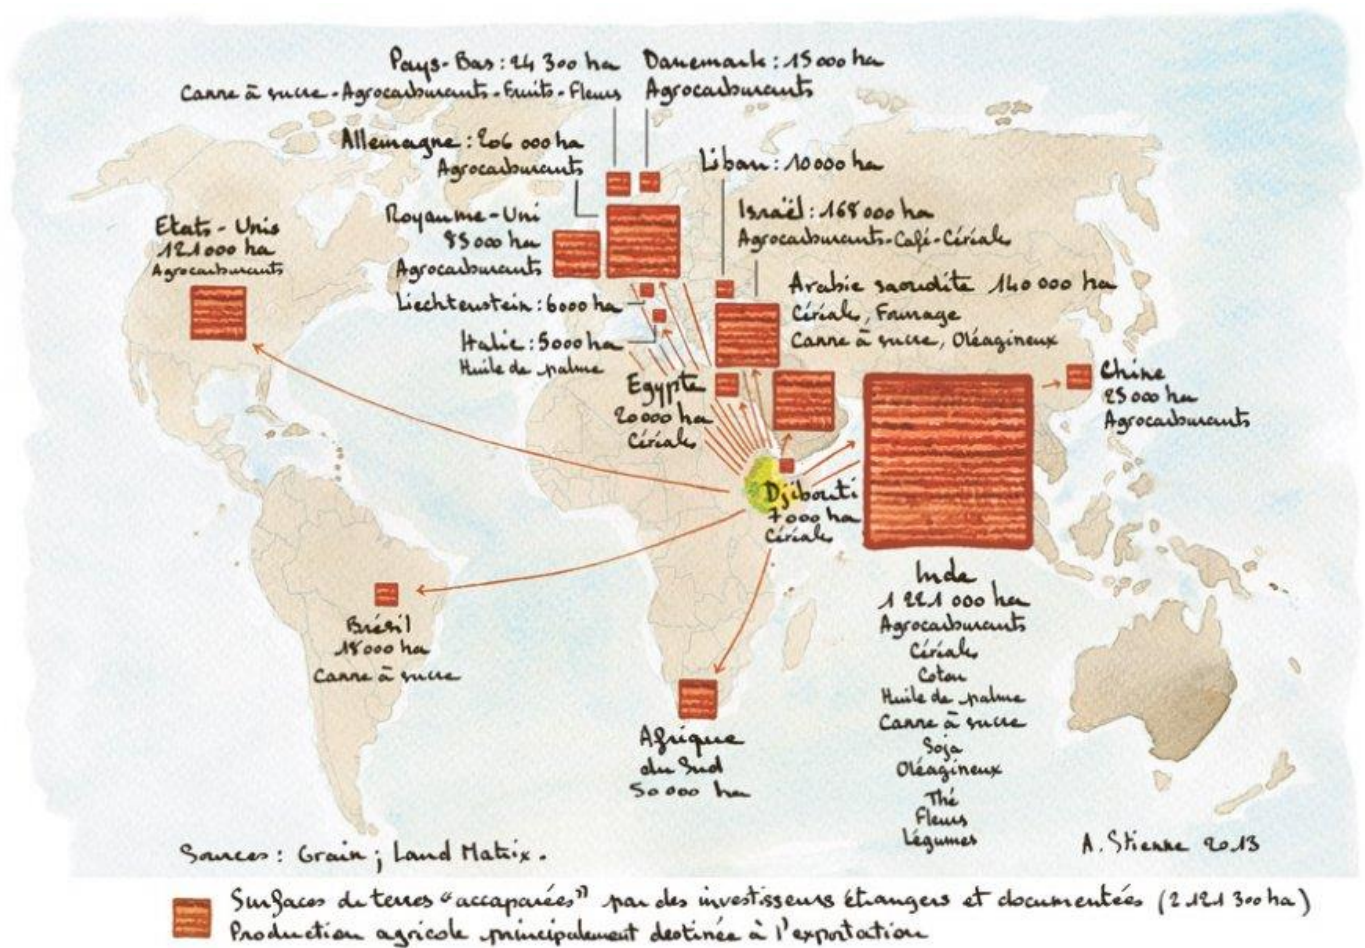 Pays-Bas : 24 300 ha
Canne à sucre - Agrocarburants - Fruits - Fleurs
Danemark : 15 000 ha
Agrocarburants
Allemagne : 206 000 ha
Agrocarburants
Liban : 10 000 ha
Etats - Unis
121 000 ha
Agrocarburants
Royaume - Uni
85 000 ha
Agrocarburants
Israël : 168 000 ha
Agrocarburants - Café - Céréales
Liechtenstein : 6000 ha
Italie : 5000 ha
Huile de palme
Arabie saoudite 140 000 ha
Céréales, Fourrage
Canne à sucre, Oléagineux
Egypte
20 000 ha
Céréales
Chine
25 000 ha
Agrocarburants
Djibouti
7 000 ha
Céréales
Inde
1 221 000 ha
Agrocarburants
Céréales
Coton
Huile de palme
Canne à sucre
Soja
Oléagineux
Thé
Fleurs
Légumes
Brésil
18 000 ha
Canne à sucre
Afrique
du Sud
50 000 ha
Sources : Grain ; Land Matrix.
A. Stienne 2013
Surfaces de terres "accaparées" par des investisseurs étrangers et documentées (2 121 300 ha)
Production agricole principalement destinée à l'exportation